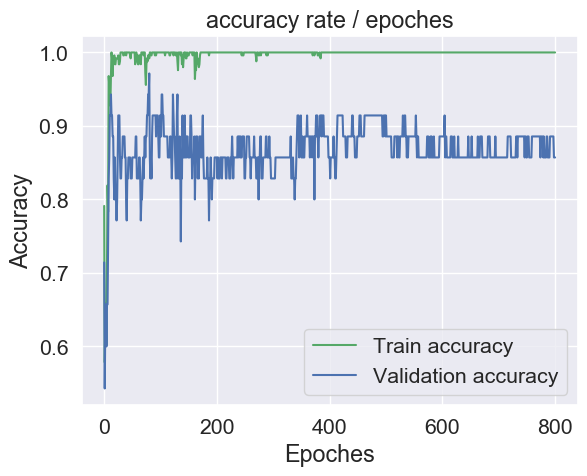 accuracy rate / epoches
1.0
0.9
0.8
0.7
0.6
Accuracy
Train accuracy
Validation accuracy
0
200
400
600
800
Epoches